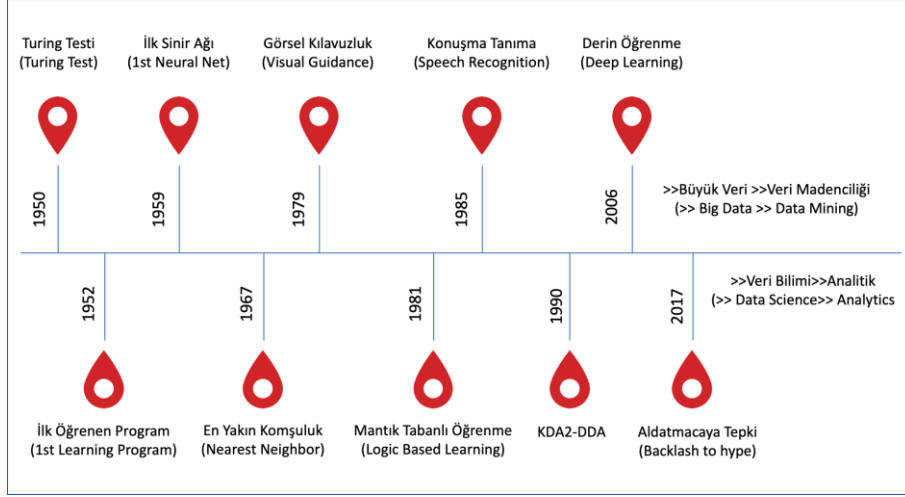 Turing Testi
(Turing Test)
İlk Sinir Ağı
(1st Neural Net)
Görsel Kılavuzluk
(Visual Guidance)
Konuşma Tanıma
(Speech Recognition)
Derin Öğrenme
(Deep Learning)
1950
1959
1979
1985
2006
>>Büyük Veri >>Veri Madenciliği
(>> Big Data >> Data Mining)
1952
1967
1981
1990
2017
>>Veri Bilimi>>Analitik
(>> Data Science>> Analytics
İlk Öğrenen Program
(1st Learning Program)
En Yakın Komşuluk
(Nearest Neighbor)
Mantık Tabanlı Öğrenme
(Logic Based Learning)
KDA2-DDA
Aldatmacaya Tepki
(Backlash to hype)